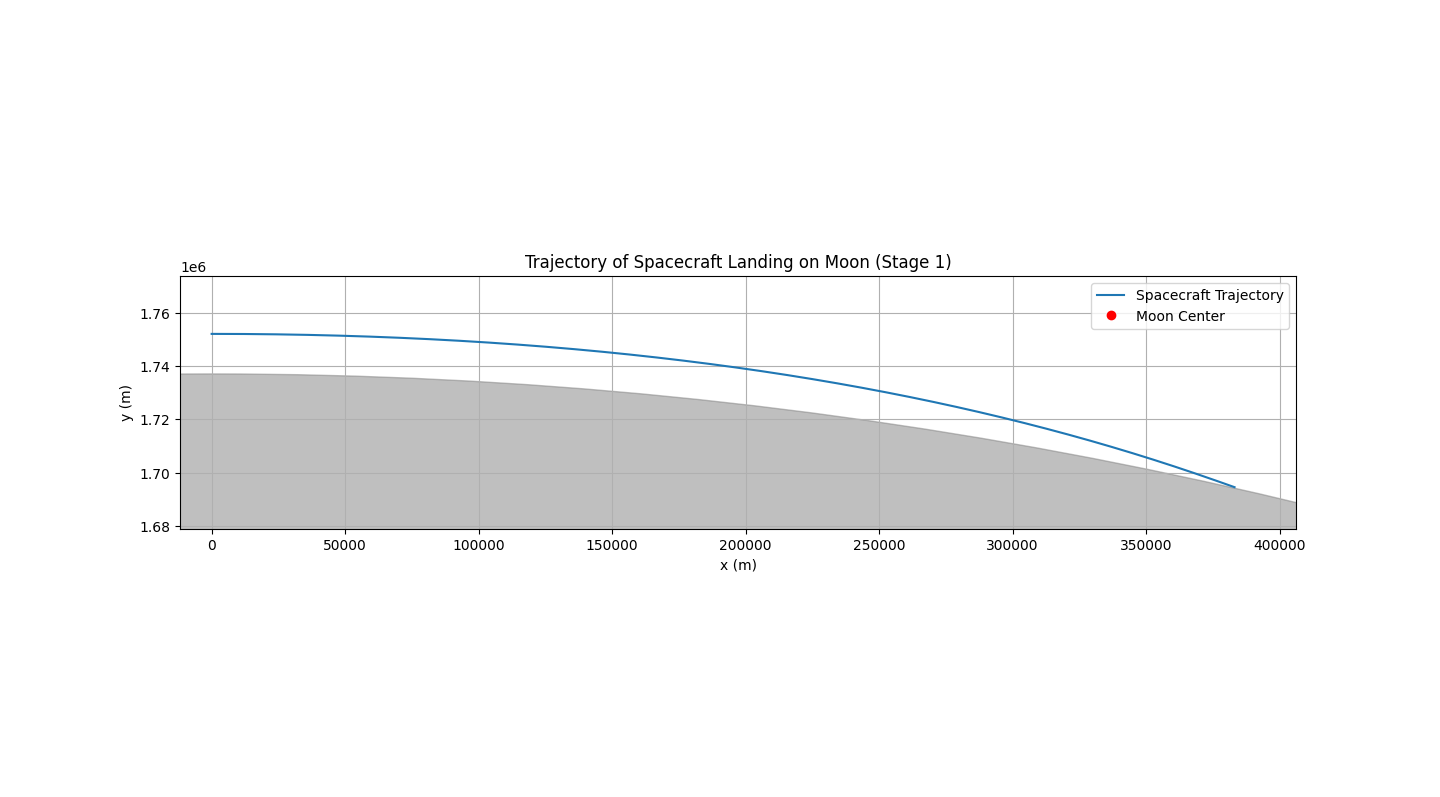 Trajectory of Spacecraft Landing on Moon (Stage 1)
1e6
Spacecraft Trajectory
Moon Center
1.76
1.74
1.72
1.70
1.68
y (m)
0 50000 100000 150000 200000 250000 300000 350000 400000
x (m)